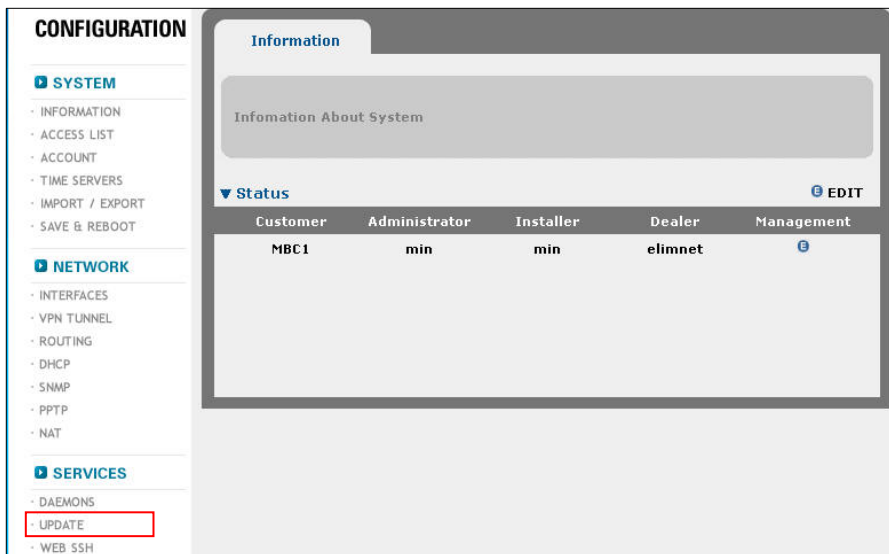 CONFIGURATION
SYSTEM
· INFORMATION
· ACCESS LIST
· ACCOUNT
· TIME SERVERS
· IMPORT / EXPORT
· SAVE & REBOOT
NETWORK
· INTERFACES
· VPN TUNNEL
· ROUTING
· DHCP
· SNMP
· PPTP
· NAT
SERVICES
· DAEMONS
· UPDATE
· WEB SSH
Information
Infomation About System
▼ Status
E EDIT
Customer Administrator Installer Dealer Management
MBC1 min min elimnet E